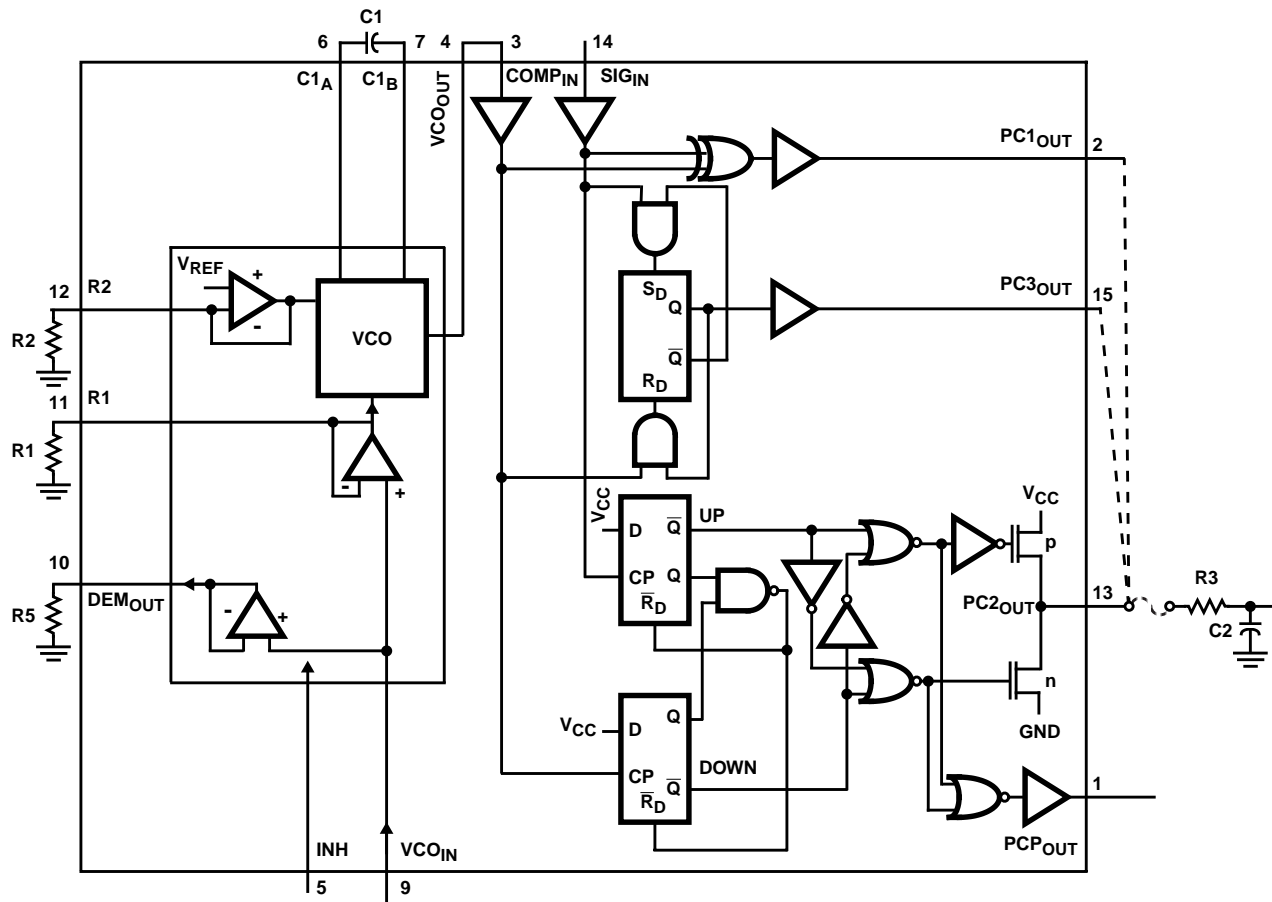 C1
6 7 4 3 14
C1A C1B VCOOUT COMPIN SIGIN
PC1OUT 2
VREF + -
12 R2
R2
VCO
SD Q
Q̅
RD
PC3OUT 15
11 R1
R1
- +
VCC
D Q̅ UP
CP Q
R̅D
VCC
p
10
DEMOUT
R5
- +
PC2OUT 13
R3
C2
n
GND
VCC D Q
CP Q̅ DOWN
R̅D
1
PCPOUT
INH VCOIN
5 9